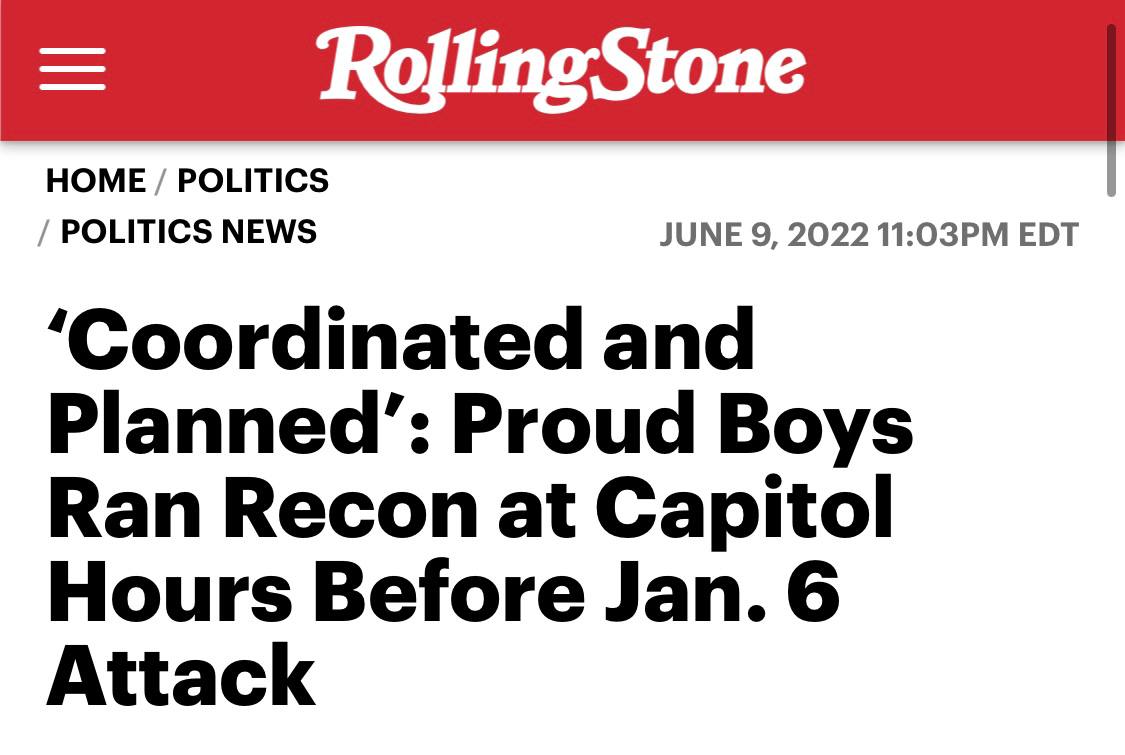 RollingStone
HOME / POLITICS
/ POLITICS NEWS
JUNE 9, 2022 11:03PM EDT
‘Coordinated and
Planned’: Proud Boys
Ran Recon at Capitol
Hours Before Jan. 6
Attack